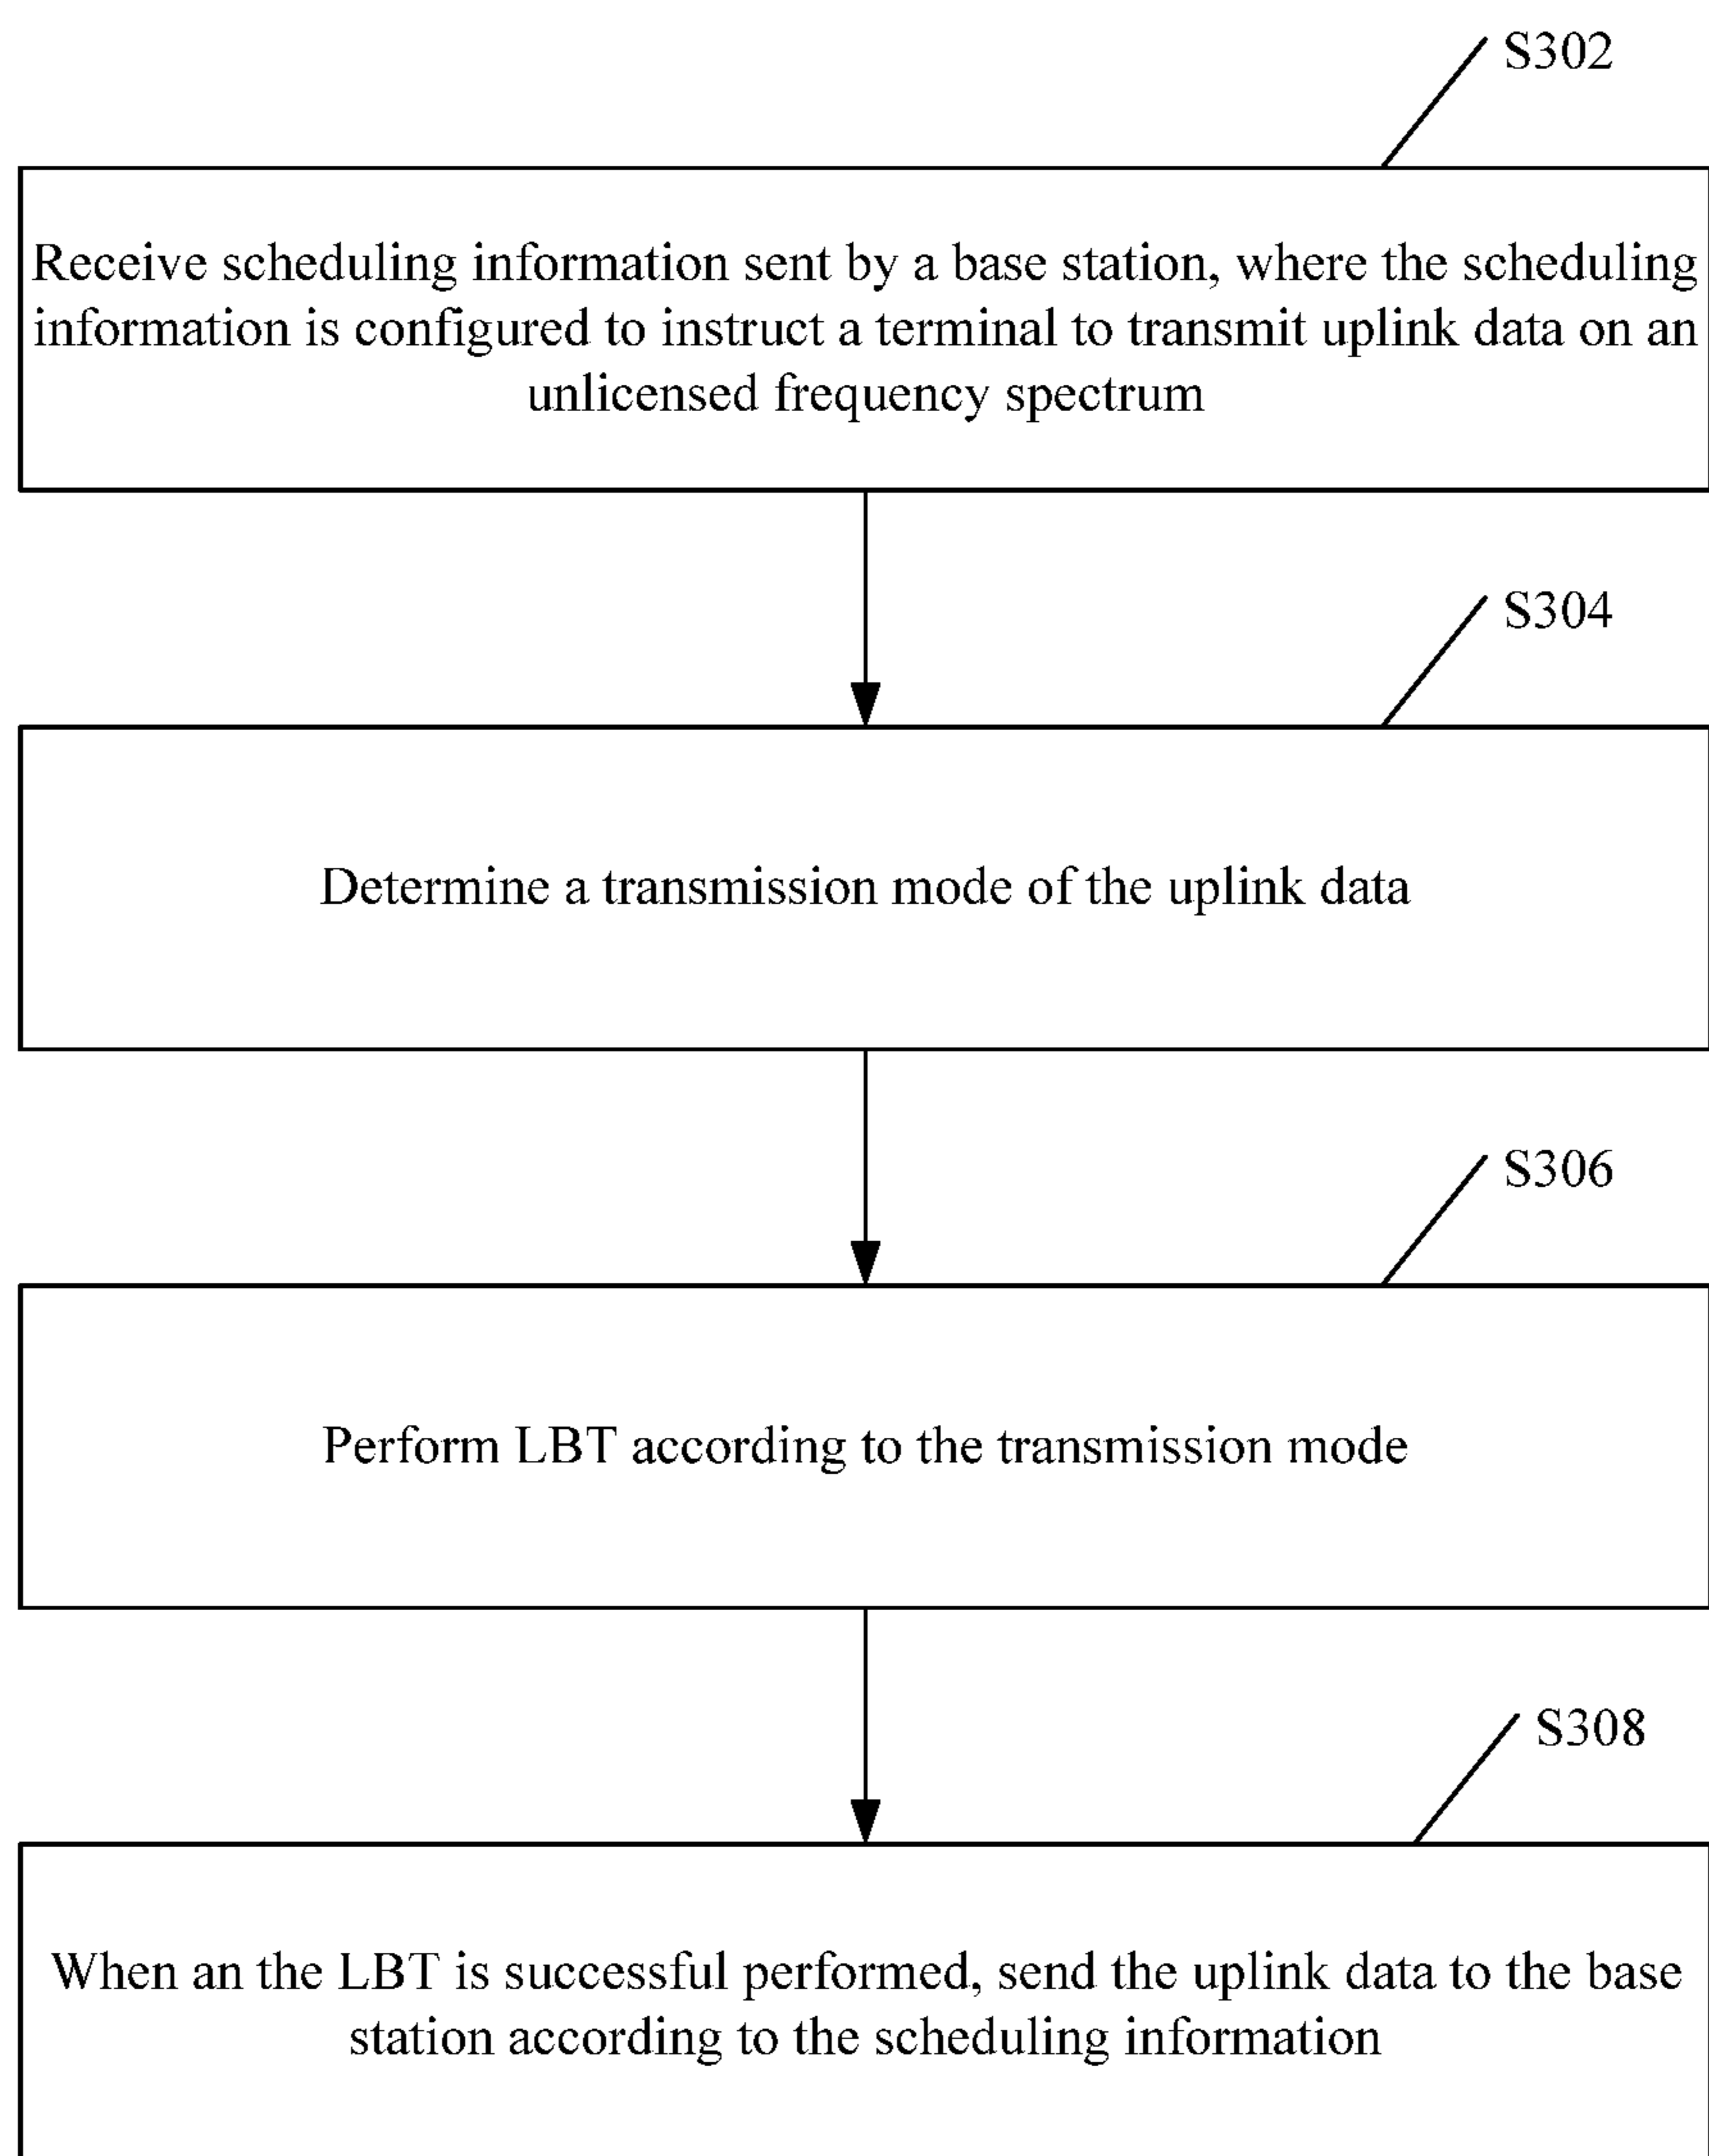 S302
Receive scheduling information sent by a base station, where the scheduling
information is configured to instruct a terminal to transmit uplink data on an
unlicensed frequency spectrum
S304
Determine a transmission mode of the uplink data
S306
Perform LBT according to the transmission mode
S308
When an the LBT is successful performed, send the uplink data to the base
station according to the scheduling information